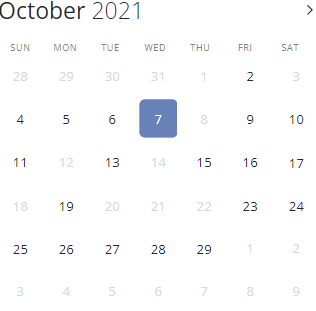 October 2021
SUN MON TUE WED THU FRI SAT
28 29 30 31 1 2 3
4 5 6 7 8 9 10
11 12 13 14 15 16 17
18 19 20 21 22 23 24
25 26 27 28 29 1 2
3 4 5 6 7 8 9